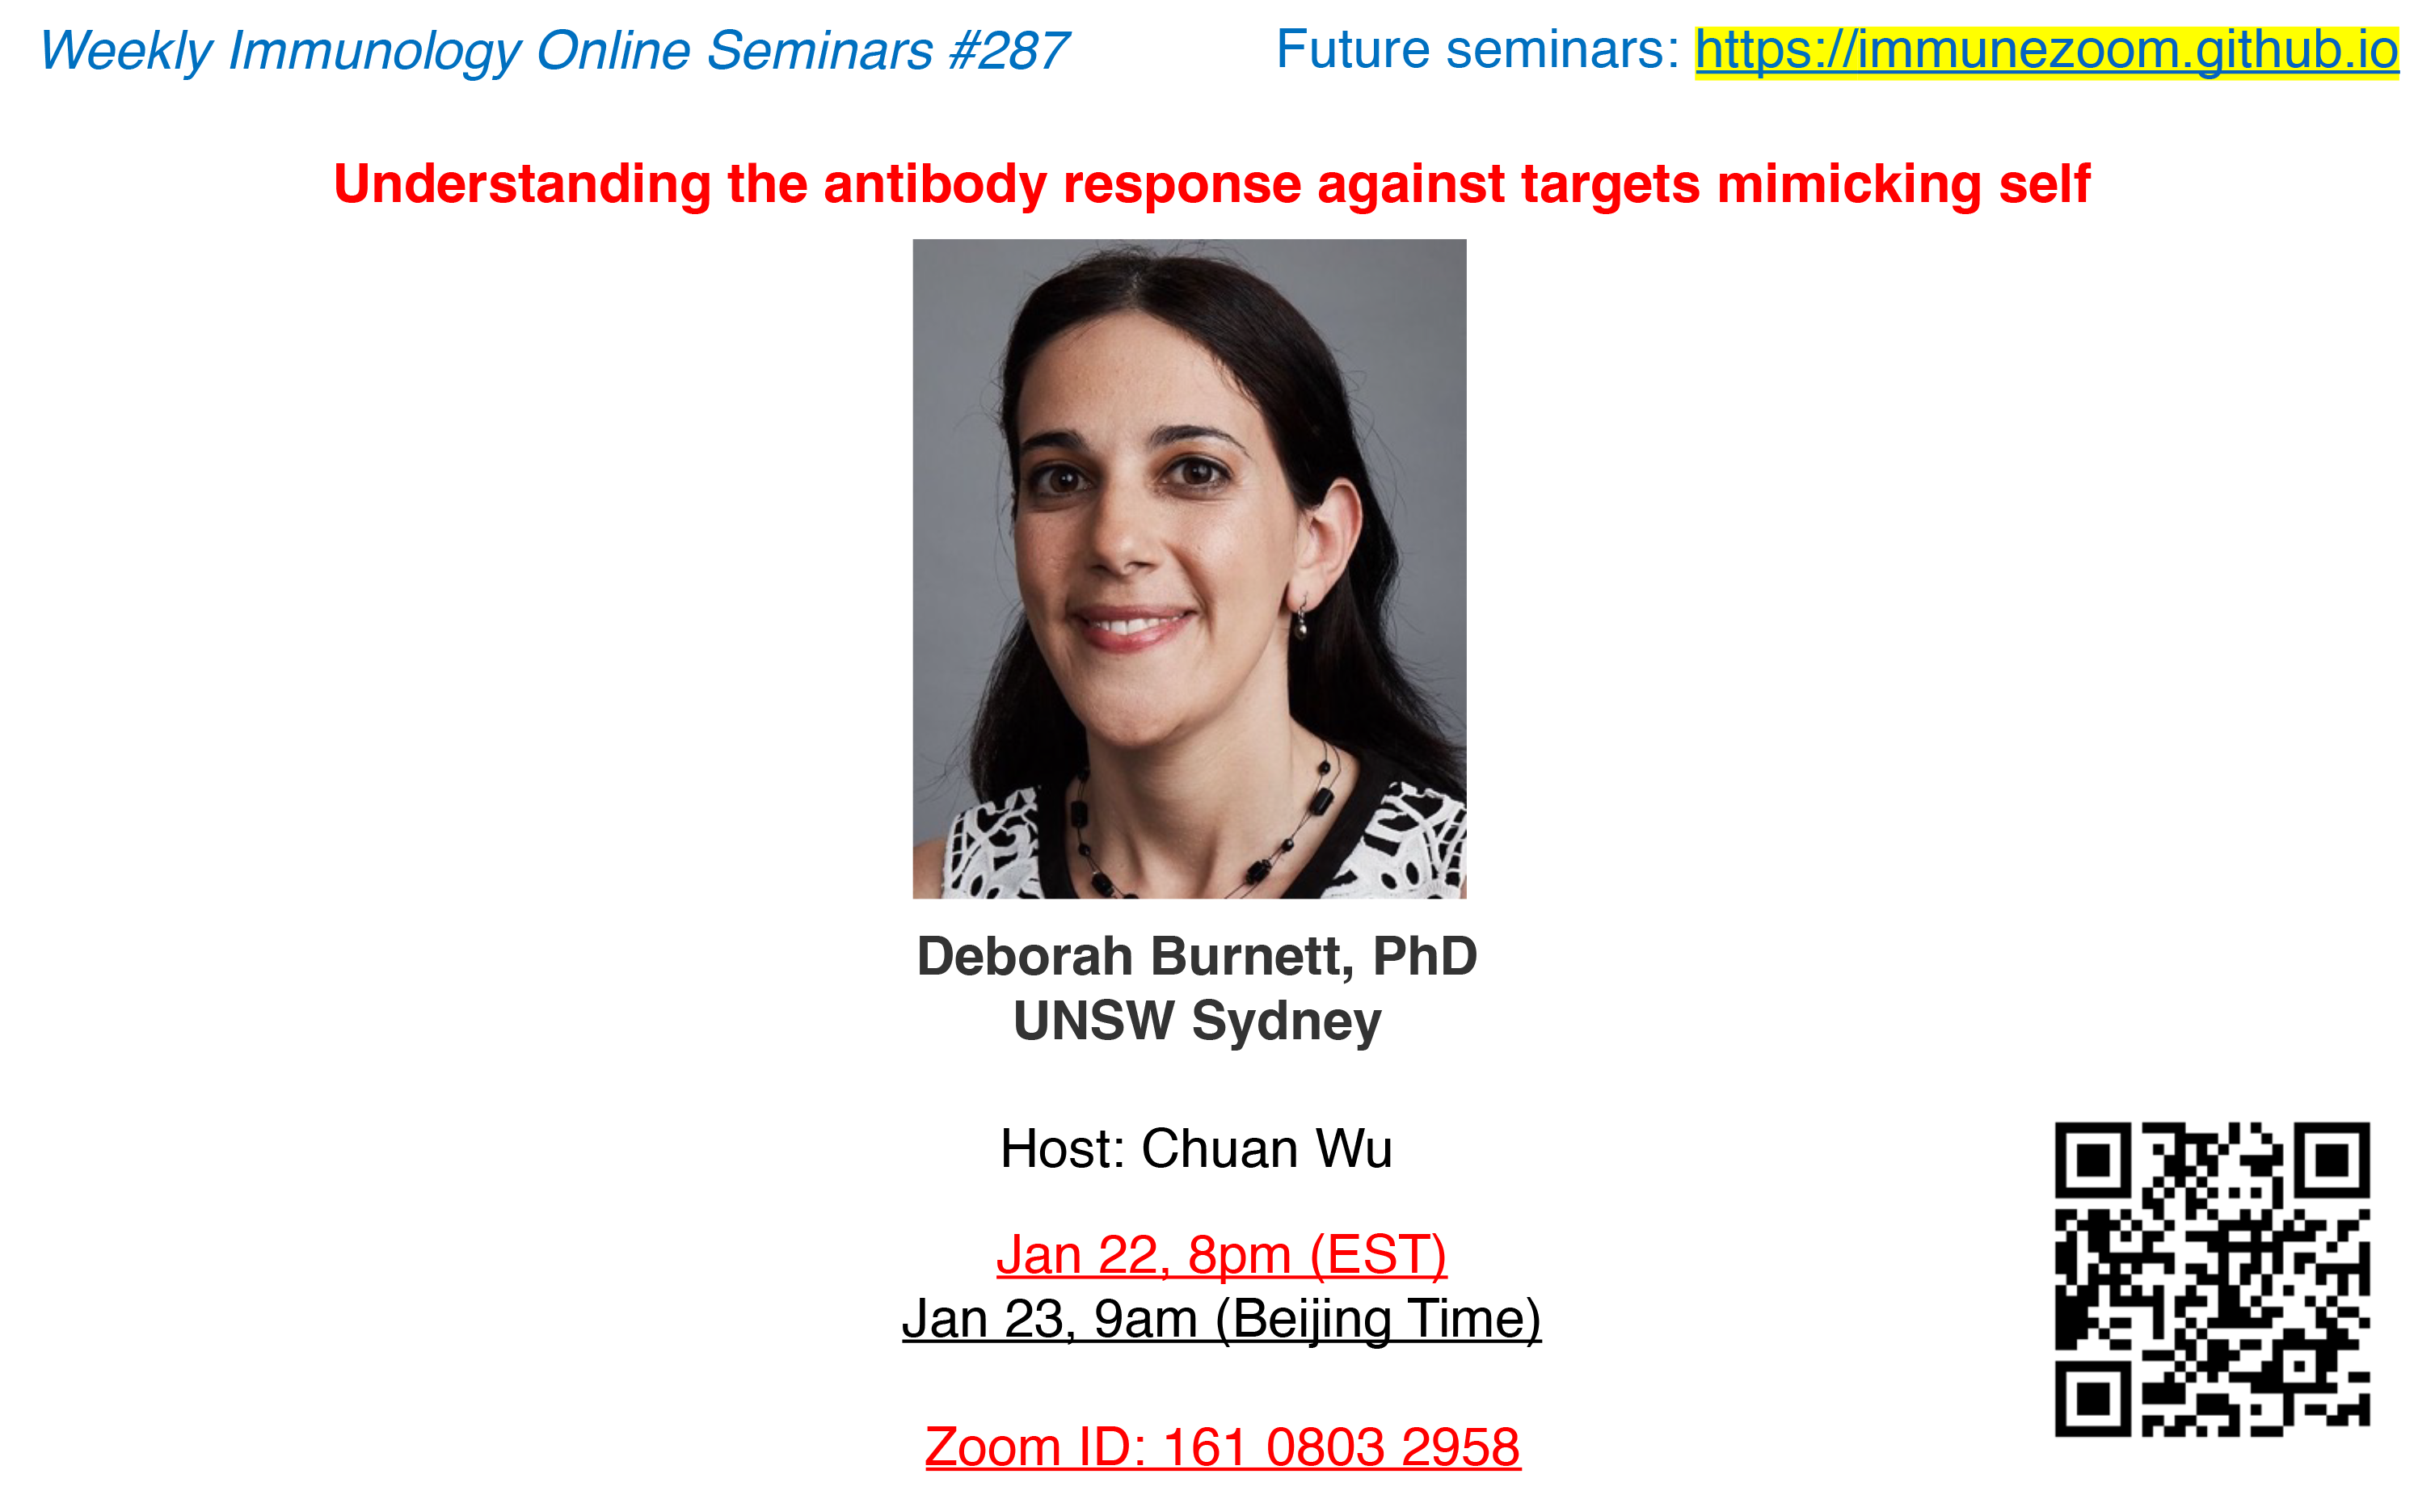 Weekly Immunology Online Seminars #287
Future seminars: https://immunezoom.github.io
Understanding the antibody response against targets mimicking self
Deborah Burnett, PhD
UNSW Sydney
Host: Chuan Wu
Jan 22, 8pm (EST)
Jan 23, 9am (Beijing Time)
Zoom ID: 161 0803 2958